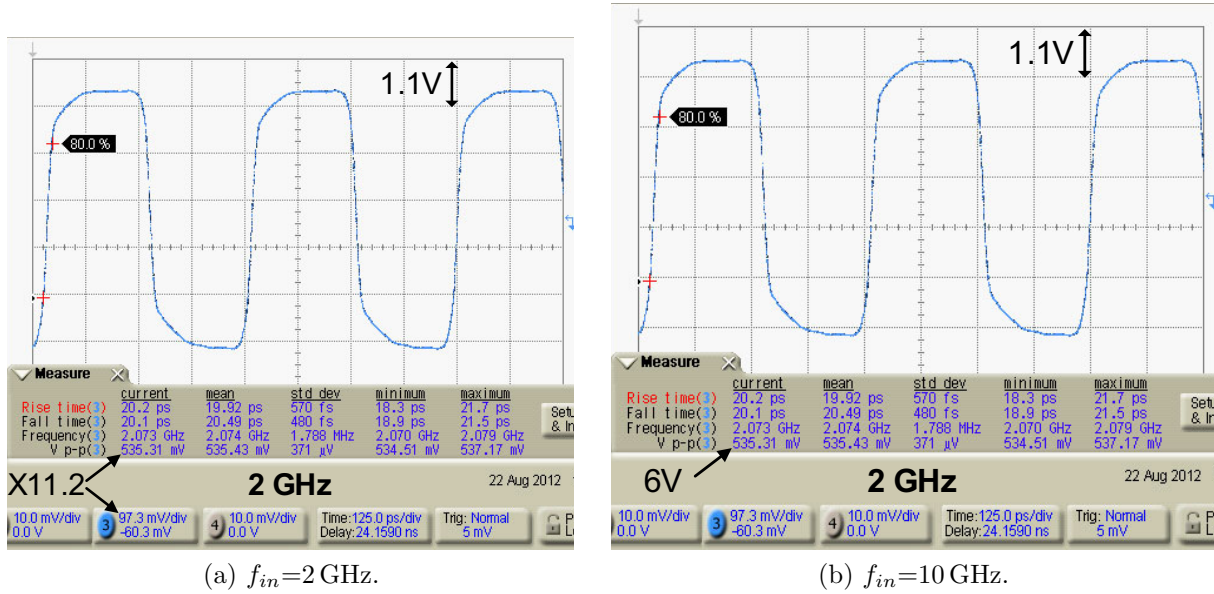 1.1V
80.0 %
Measure
current mean std dev minimum maximum
Rise time(3) 20.2 ps 19.92 ps 570 fs 18.3 ps 21.7 ps
Fall time(3) 20.1 ps 20.49 ps 480 fs 18.9 ps 21.5 ps
Frequency(3) 2.073 GHz 2.074 GHz 1.788 MHz 2.070 GHz 2.079 GHz
V p-p(3) 535.31 mV 535.43 mV 371 µV 534.51 mV 537.17 mV
& In
X11.2
2 GHz
22 Aug 2012
10.0 mV/div 3 97.3 mV/div 4 10.0 mV/div Time:125.0 ps/div Trig: Normal
0.0 V -60.3 mV 0.0 V Delay:24.1590 ns 5 mV
(a) f_in=2 GHz.
1.1V
80.0 %
Measure
current mean std dev minimum maximum
Rise time(3) 20.2 ps 19.92 ps 570 fs 18.3 ps 21.7 ps
Fall time(3) 20.1 ps 20.49 ps 480 fs 18.9 ps 21.5 ps
Frequency(3) 2.073 GHz 2.074 GHz 1.788 MHz 2.070 GHz 2.079 GHz
V p-p(3) 535.31 mV 535.43 mV 371 µV 534.51 mV 537.17 mV
6V
2 GHz
22 Aug 2012
10.0 mV/div 3 97.3 mV/div 4 10.0 mV/div Time:125.0 ps/div Trig: Normal
0.0 V -60.3 mV 0.0 V Delay:24.1590 ns 5 mV
(b) f_in=10 GHz.